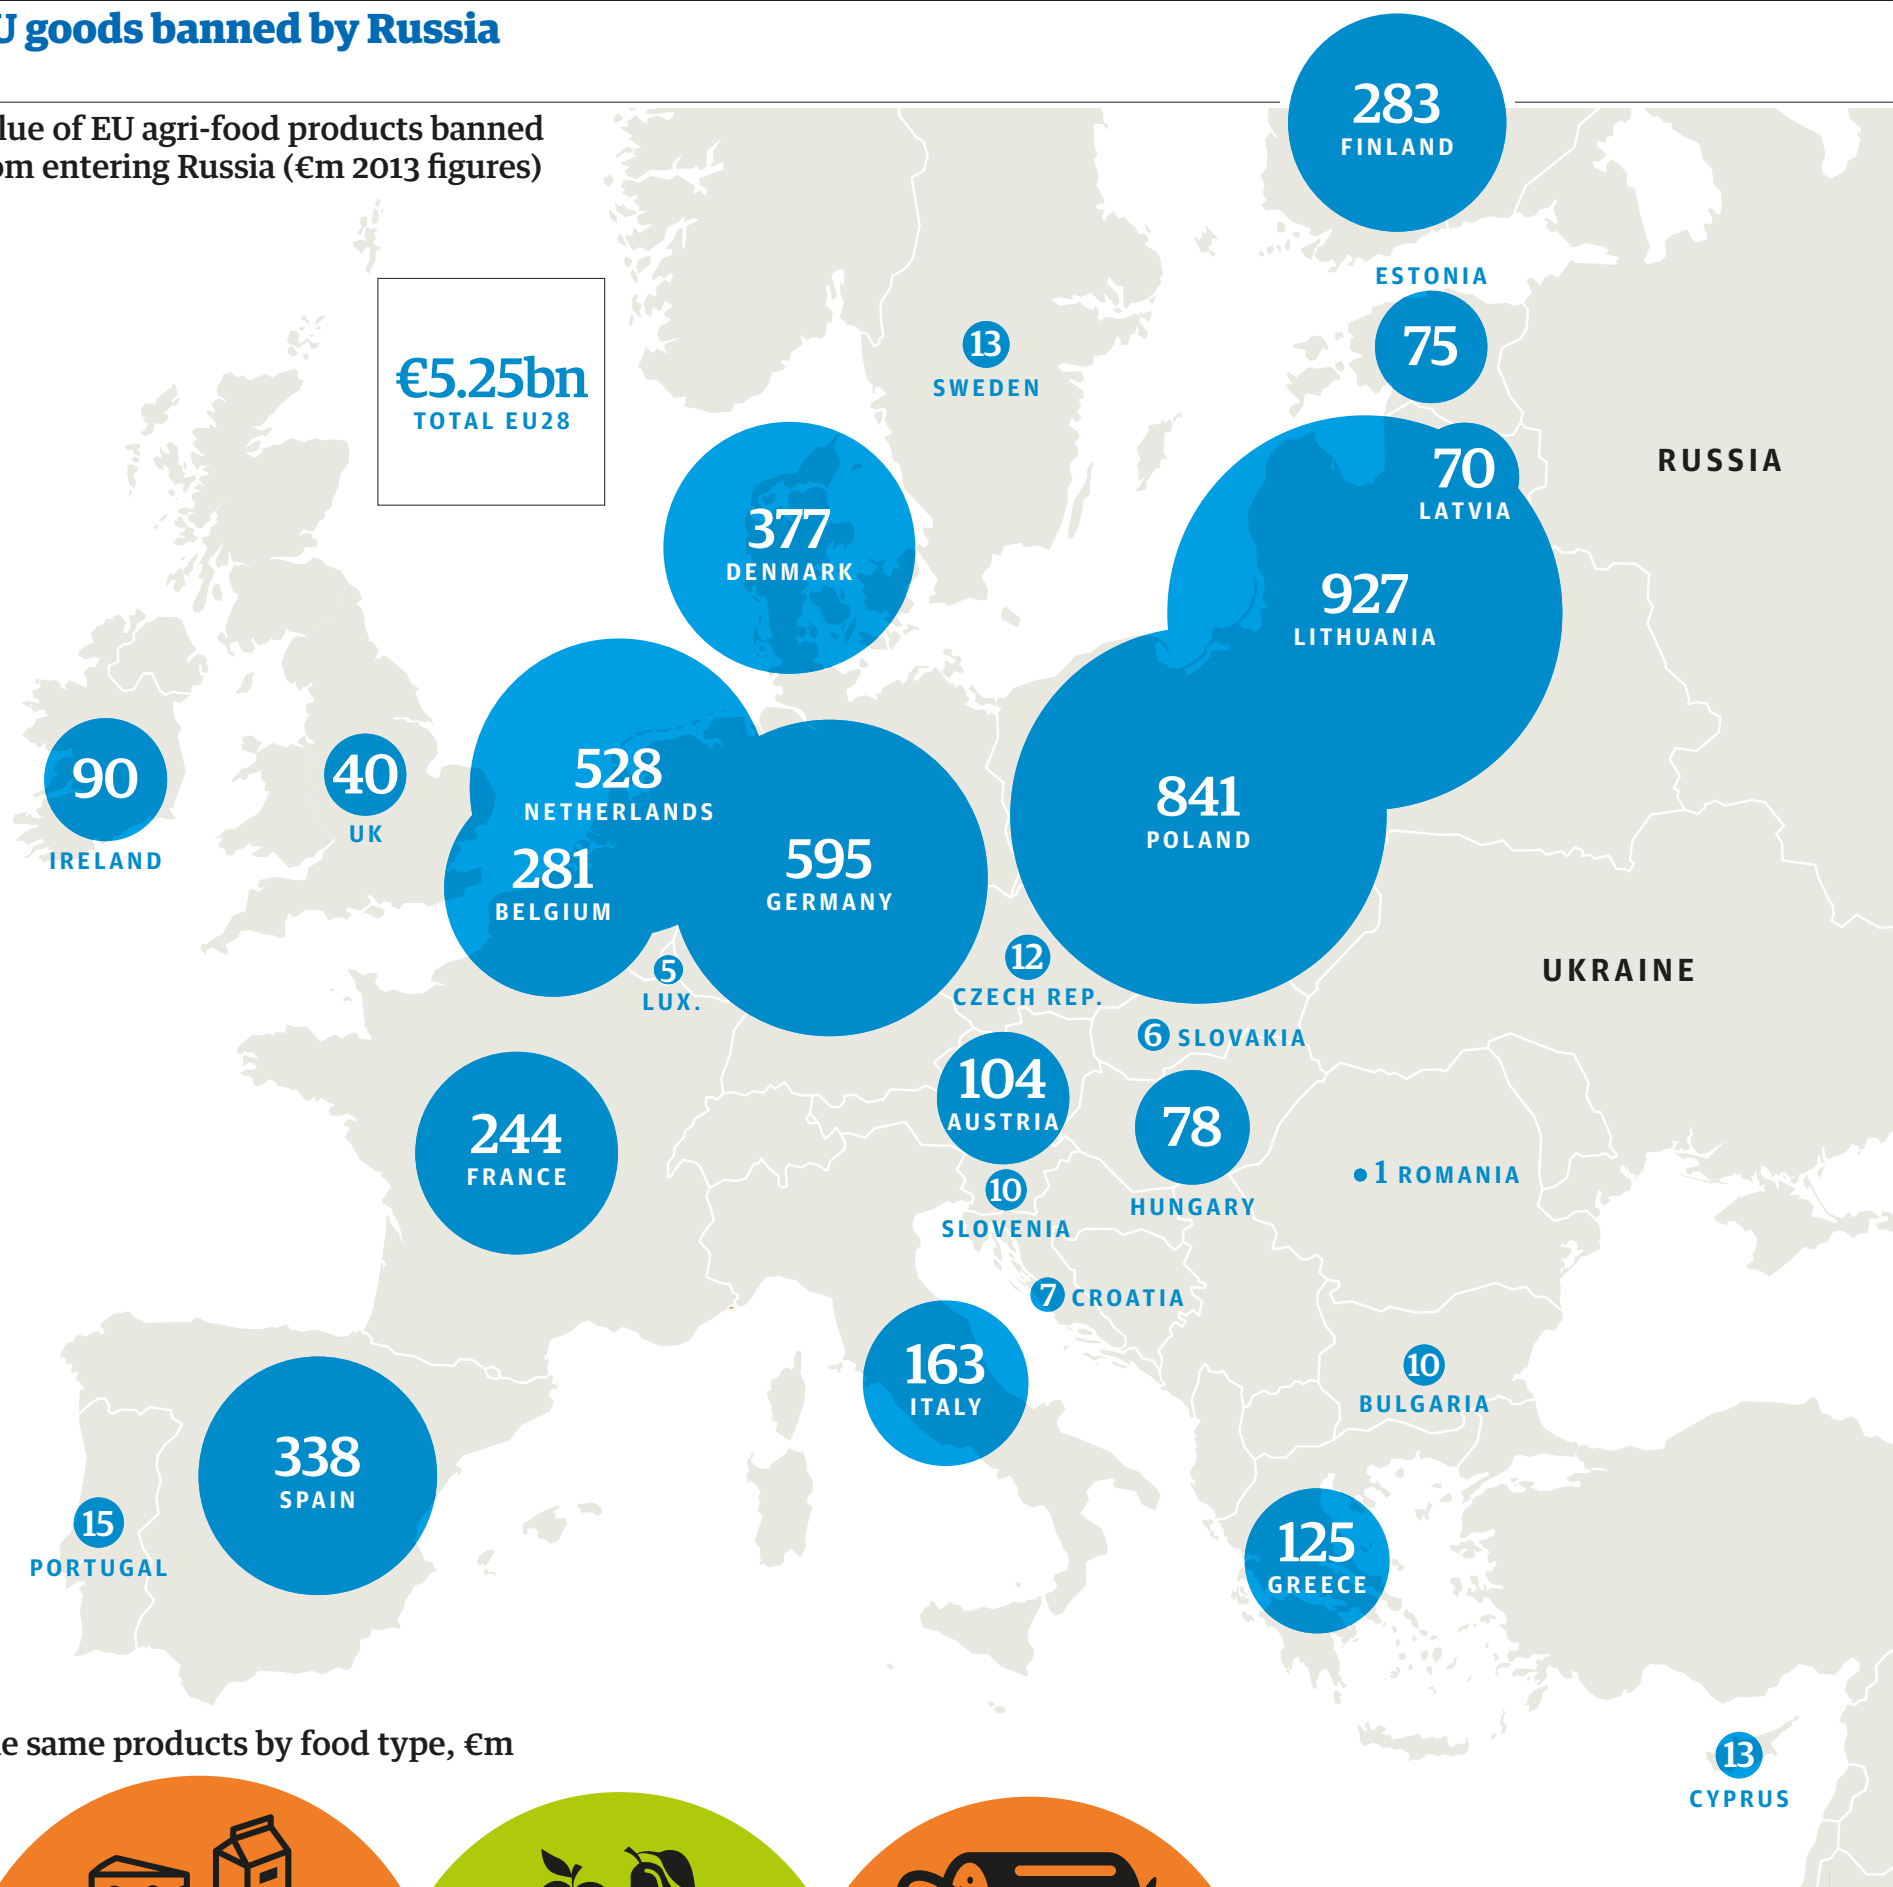 goods banned by Russia
of EU agri-food products banned
entering Russia (€m 2013 figures)
283
FINLAND
ESTONIA
75
€5.25bn
TOTAL EU28
13
SWEDEN
70
LATVIA
RUSSIA
377
DENMARK
927
LITHUANIA
90
IRELAND
40
UK
528
NETHERLANDS
281
BELGIUM
595
GERMANY
841
POLAND
5
LUX.
12
CZECH REP.
UKRAINE
6 SLOVAKIA
104
AUSTRIA
78
HUNGARY
244
FRANCE
1 ROMANIA
10
SLOVENIA
7 CROATIA
163
ITALY
10
BULGARIA
338
SPAIN
15
PORTUGAL
125
GREECE
same products by food type, €m
13
CYPRUS